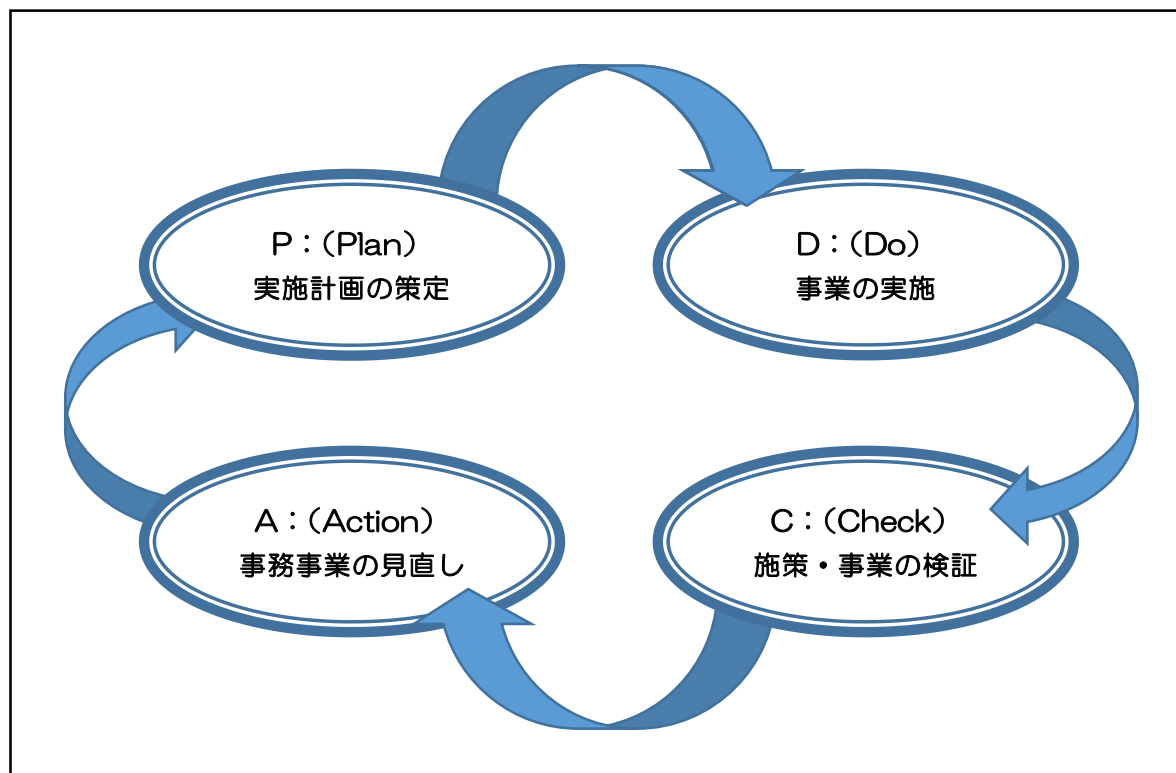 P：(Plan)
実施計画の策定
D：(Do)
事業の実施
A：(Action)
事務事業の見直し
C：(Check)
施策・事業の検証